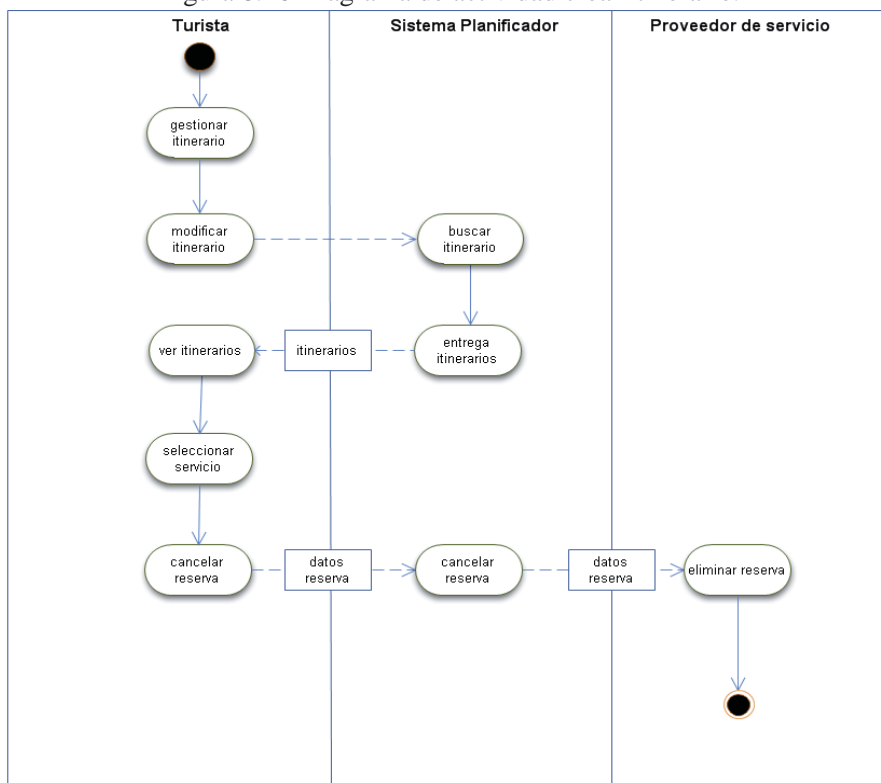 Turista
Sistema Planificador
Proveedor de servicio
gestionar
itinerario
modificar
itinerario
buscar
itinerario
ver itinerarios
itinerarios
entrega
itinerarios
seleccionar
servicio
cancelar
reserva
datos
reserva
cancelar
reserva
datos
reserva
eliminar reserva